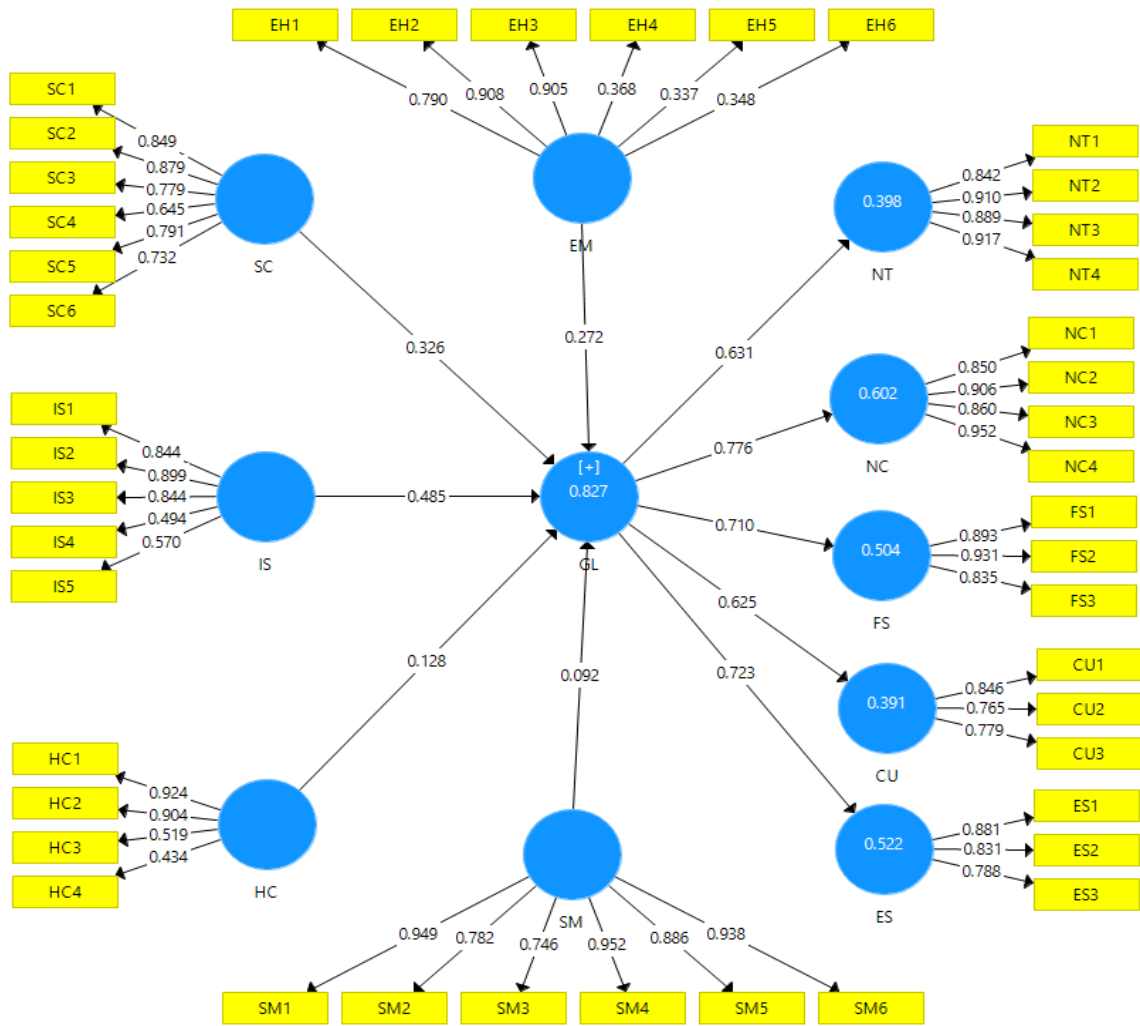 EH1 EH2 EH3 EH4 EH5 EH6
0.790 0.908 0.905 0.368 0.337 0.348
EM
SC1
SC2
SC3
SC4
SC5
SC6
0.849
0.879
0.779
0.645
0.791
0.732
SC
0.326
0.272
IS1
IS2
IS3
IS4
IS5
0.844
0.899
0.844
0.494
0.570
IS
0.485
[+]
0.827
GL
HC1
HC2
HC3
HC4
0.924
0.904
0.519
0.434
HC
0.128
0.092
SM
0.949 0.782 0.746 0.952 0.886 0.938
SM1 SM2 SM3 SM4 SM5 SM6
0.631
0.398
NT
0.842
0.910
0.889
0.917
NT1
NT2
NT3
NT4
0.776
0.602
NC
0.850
0.906
0.860
0.952
NC1
NC2
NC3
NC4
0.710
0.504
FS
0.893
0.931
0.835
FS1
FS2
FS3
0.625
0.391
CU
0.846
0.765
0.779
CU1
CU2
CU3
0.723
0.522
ES
0.881
0.831
0.788
ES1
ES2
ES3